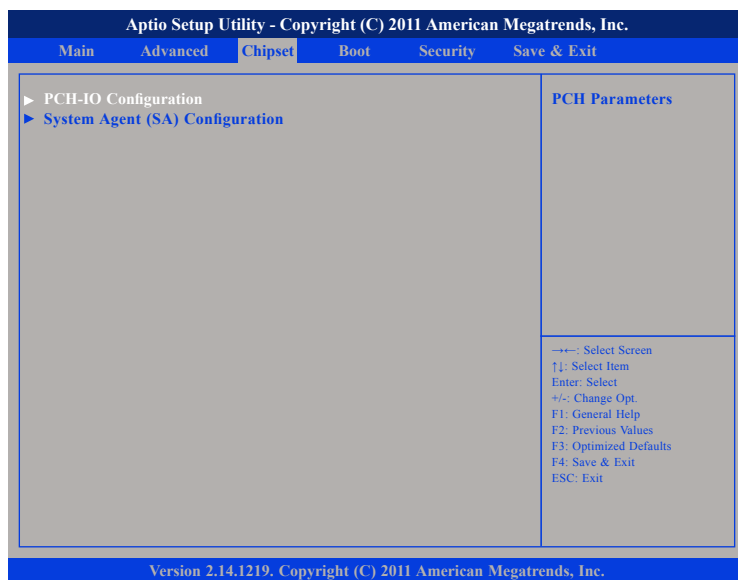 Aptio Setup Utility - Copyright (C) 2011 American Megatrends, Inc.
Main Advanced Chipset Boot Security Save & Exit
► PCH-IO Configuration
► System Agent (SA) Configuration
PCH Parameters
→←: Select Screen
↑↓: Select Item
Enter: Select
+/-: Change Opt.
F1: General Help
F2: Previous Values
F3: Optimized Defaults
F4: Save & Exit
ESC: Exit
Version 2.14.1219. Copyright (C) 2011 American Megatrends, Inc.